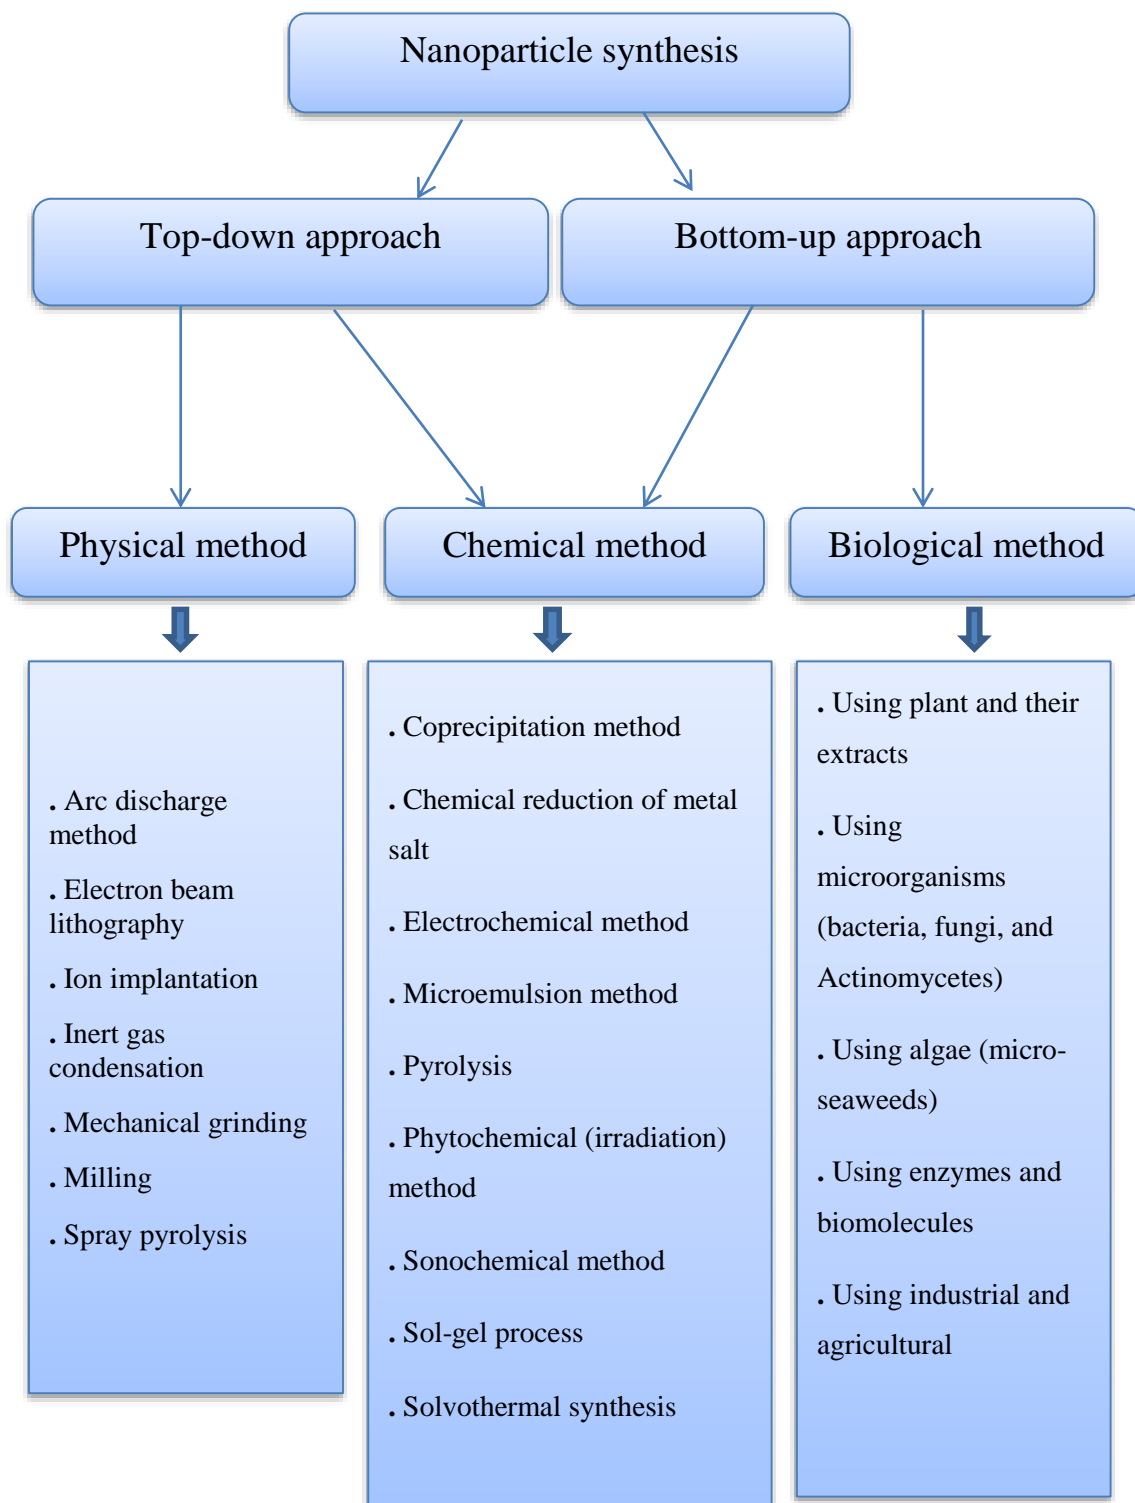 Nanoparticle synthesis
Top-down approach
Bottom-up approach
Physical method
Chemical method
Biological method
. Arc discharge
method
. Electron beam
lithography
. Ion implantation
. Inert gas
condensation
. Mechanical grinding
. Milling
. Spray pyrolysis
. Coprecipitation method
. Chemical reduction of metal
salt
. Electrochemical method
. Microemulsion method
. Pyrolysis
. Phytochemical (irradiation)
method
. Sonochemical method
. Sol-gel process
. Solvothermal synthesis
. Using plant and their
extracts
. Using
microorganisms
(bacteria, fungi, and
Actinomycetes)
. Using algae (micro-
seaweeds)
. Using enzymes and
biomolecules
. Using industrial and
agricultural